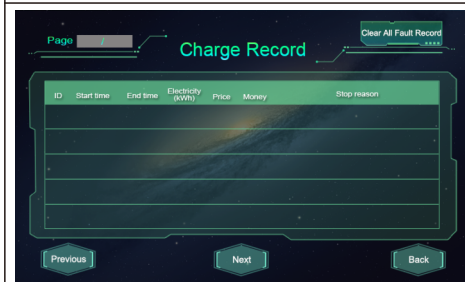 Page /
Charge Record
Clear All Fault Record
ID Start time End time Electricity (kWh) Price Money Stop reason
Previous Next Back